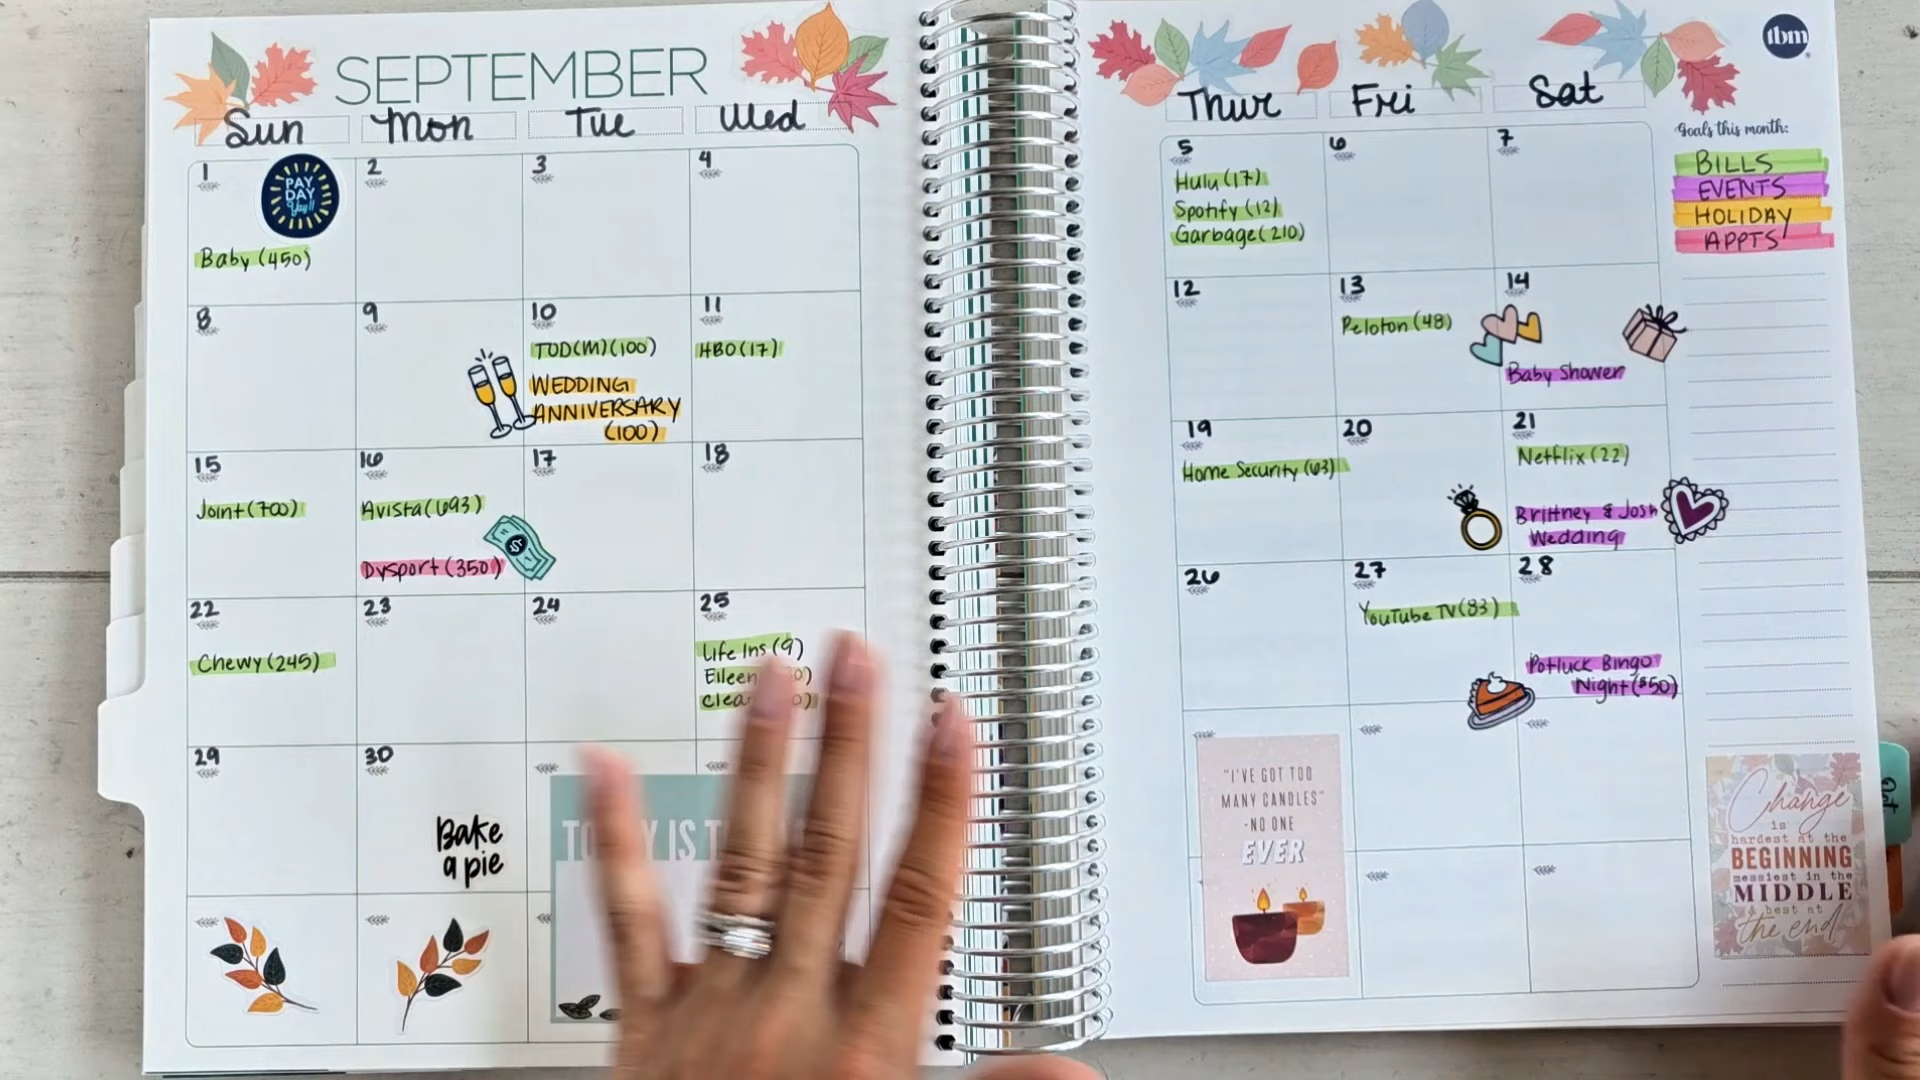 SEPTEMBER
Sun Mon Tue Wed
Thur Fri Sat
1bm
Goals this month:
BILLS
EVENTS
HOLIDAY
APPTS
1
PAY
DAY
Yay!!
Baby (450)
2
3
4
5
Hulu (17)
Spotify (12)
Garbage (210)
6
7
8
9
10
TUD(M)(100)
WEDDING
ANNIVERSARY
(100)
11
HBO (17)
12
13
Peloton (48)
14
Baby Shower
15
Joint (700)
16
Avista (693)
Dysport (350)
17
18
19
Home Security (63)
20
21
Netflix (22)
Brittney & Josh
Wedding
22
Chewy (245)
23
24
25
Life Ins (9)
Eileen
26
27
YouTube TV (83)
28
Potluck Bingo
Night ($50)
29
30
Bake
a pie
IS
"I'VE GOT TOO
MANY CANDLES"
-NO ONE
EVER
Change
is
hardest at the
BEGINNING
messiest in the
MIDDLE
& best at
the end